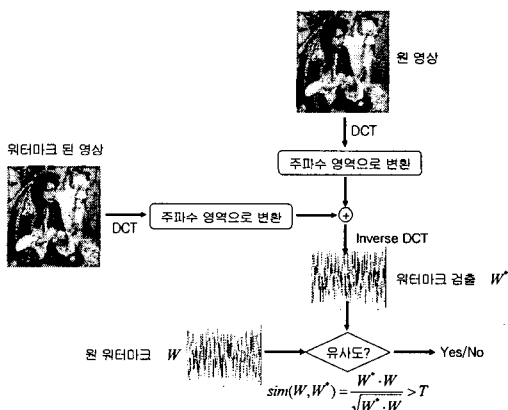 원 영상
DCT
주파수 영역으로 변환
워터마크 된 영상
DCT
주파수 영역으로 변환
+
Inverse DCT
워터마크 검출 W*
원 워터마크 W
유사도?
Yes/No
sim(W,W*) = W*·W / √W*·W > T